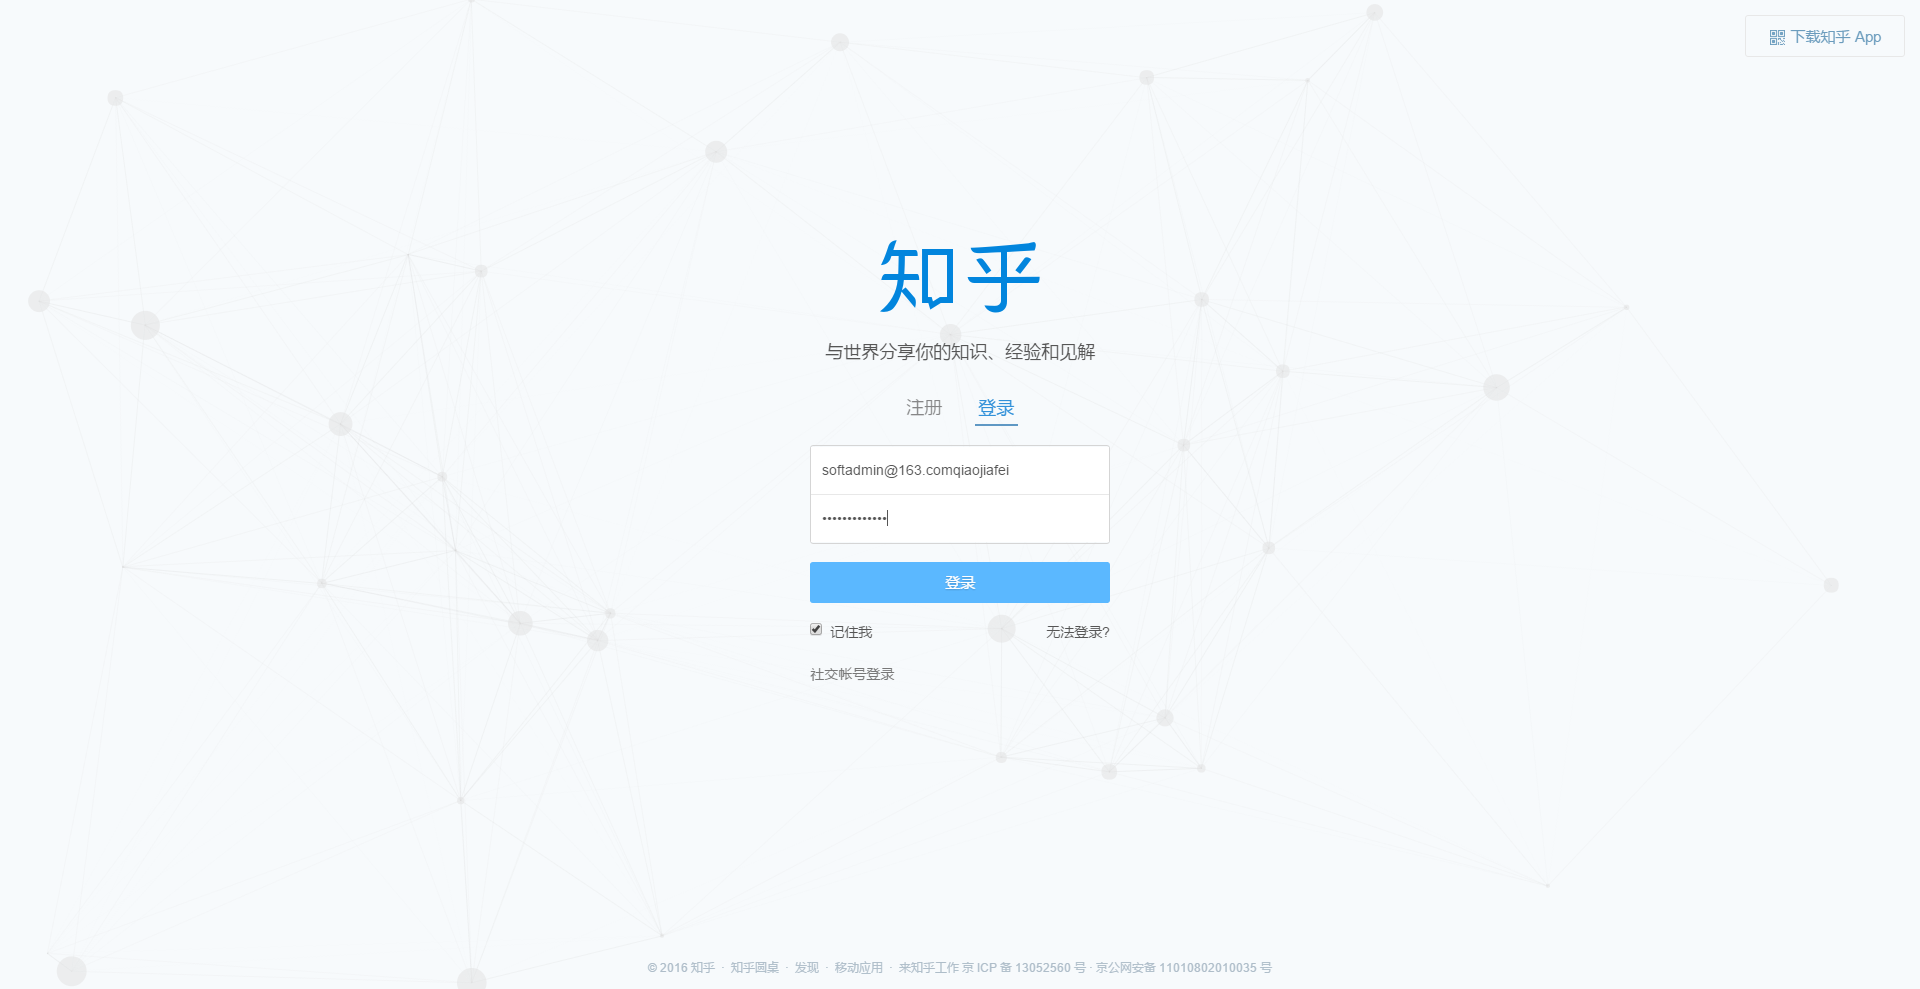 下载知乎 App
知乎
与世界分享你的知识、经验和见解
注册 登录
softadmin@163.comqiaojiafei
•••••••••••••
登录
记住我 无法登录?
社交帐号登录
© 2016 知乎 · 知乎圆桌 · 发现 · 移动应用 · 来知乎工作 京 ICP 备 13052560 号 · 京公网安备 11010802010035 号